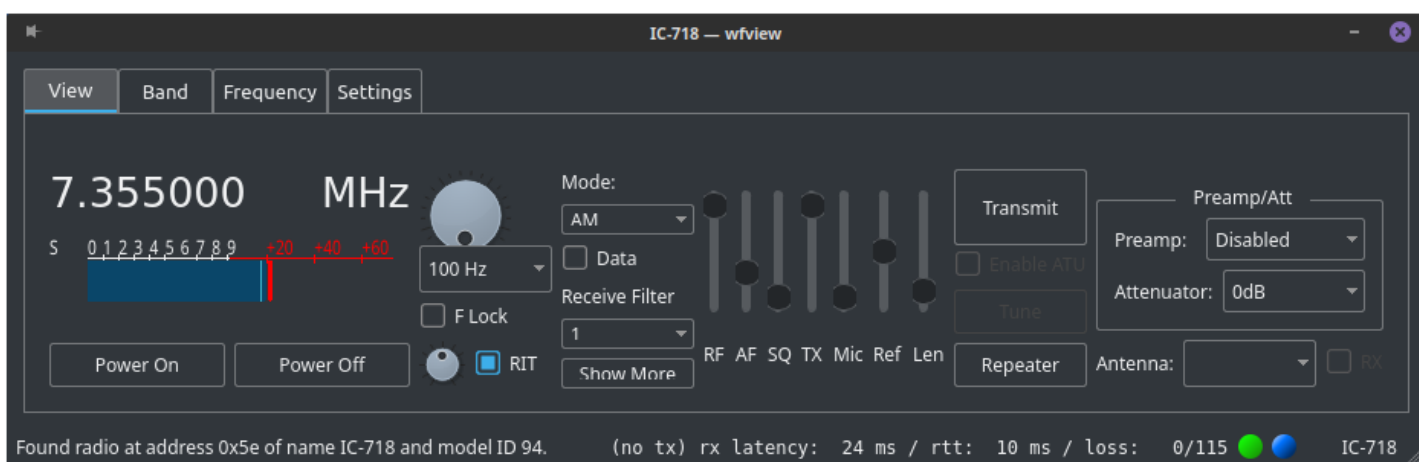 IC-718 — wfview
View Band Frequency Settings
7.355000 MHz
S 0 1 2 3 4 5 6 7 8 9 +20 +40 +60
Power On Power Off
100 Hz
F Lock
RIT
Mode:
AM
Data
Receive Filter
1
Show More
RF AF SQ TX Mic Ref Len
Transmit
Enable ATU
Tune
Repeater
Preamp/Att
Preamp: Disabled
Attenuator: 0dB
Antenna: RX
Found radio at address 0x5e of name IC-718 and model ID 94. (no tx) rx latency: 24 ms / rtt: 10 ms / loss: 0/115 IC-718